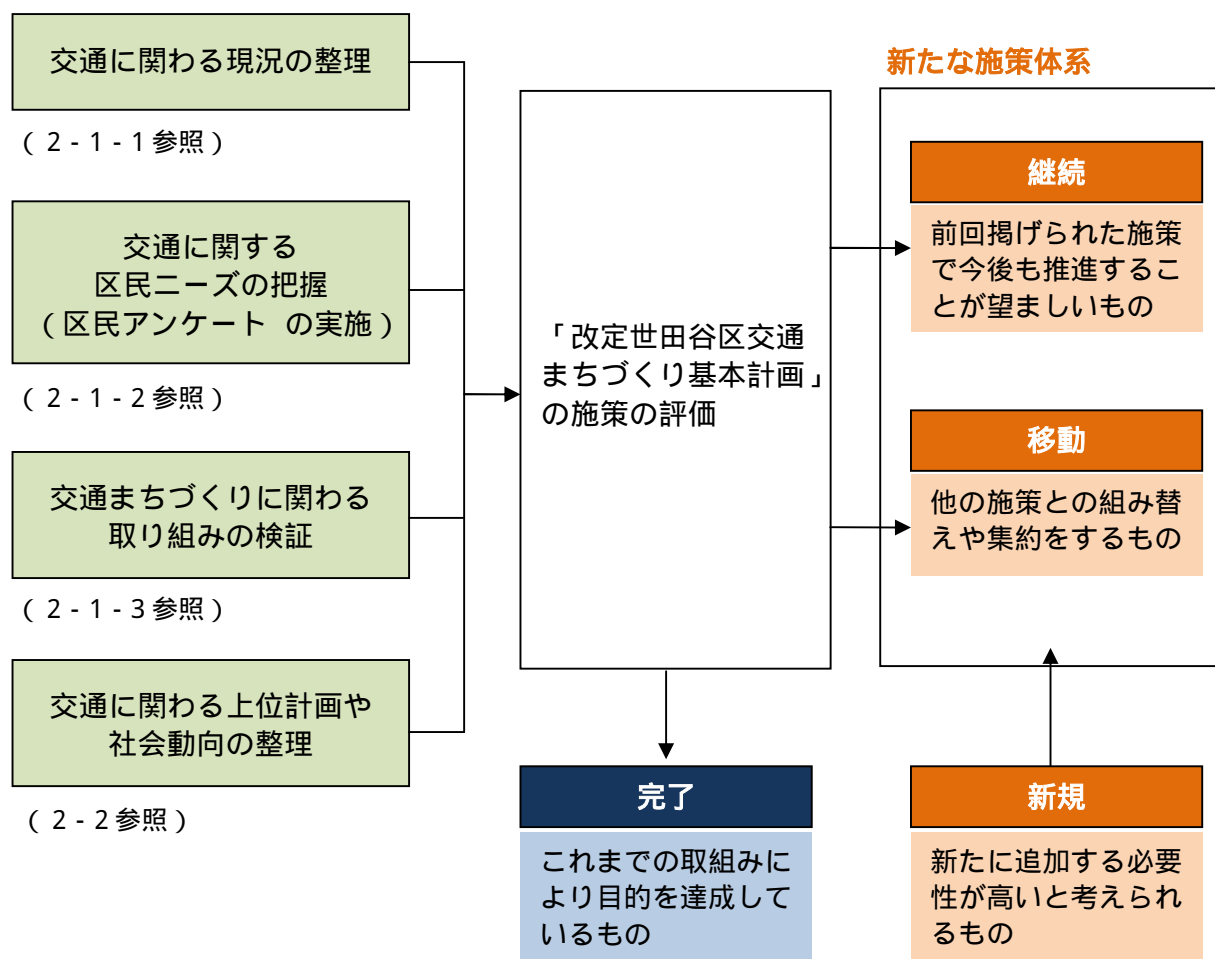 交通に関わる現況の整理
（２-１-１参照）
交通に関する
区民ニーズの把握
（区民アンケート の実施）
（２-１-２参照）
交通まちづくりに関わる
取り組みの検証
（２-１-３参照）
交通に関わる上位計画や
社会動向の整理
（２-２参照）
「改定世田谷区交通
まちづくり基本計画」
の施策の評価
新たな施策体系
継続
前回掲げられた施策
で今後も推進するこ
とが望ましいもの
移動
他の施策との組み替
えや集約をするもの
完了
これまでの取組みに
より目的を達成して
いるもの
新規
新たに追加する必要
性が高いと考えられ
るもの